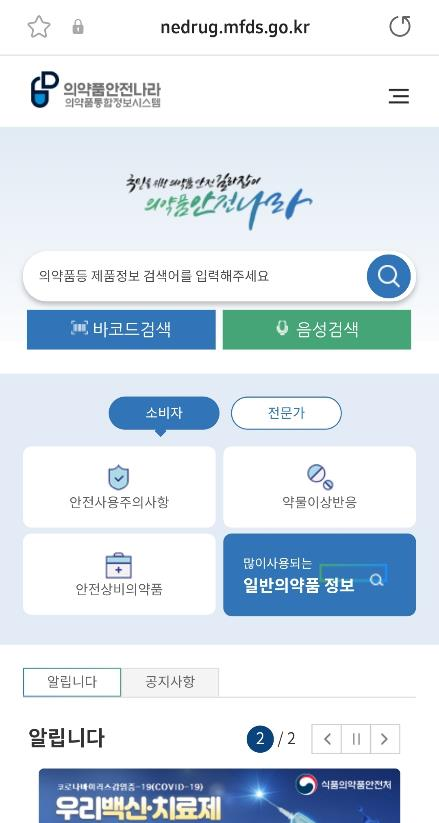 nedrug.mfds.go.kr
의약품안전나라
의약품통합정보시스템
국민을 위한 의약품 안전 길라잡이
의약품안전나라
의약품등 제품정보 검색어를 입력해주세요
바코드검색
음성검색
소비자
전문가
안전사용주의사항
약물이상반응
안전상비의약품
많이사용되는
일반의약품 정보
알립니다
공지사항
알립니다
2 / 2
코로나바이러스감염증-19(COVID-19)
식품의약품안전처
우리백신·치료제